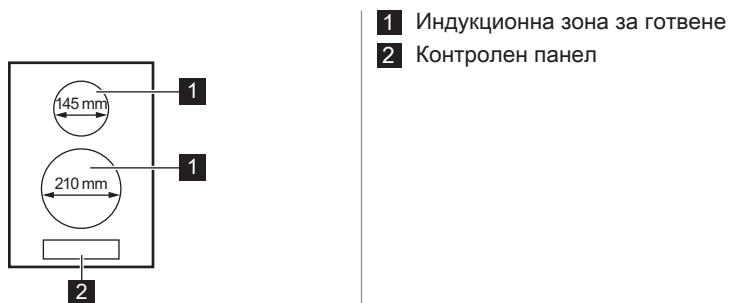 145 mm
1
210 mm
1
2
1 Индукционна зона за готвене
2 Контролен панел